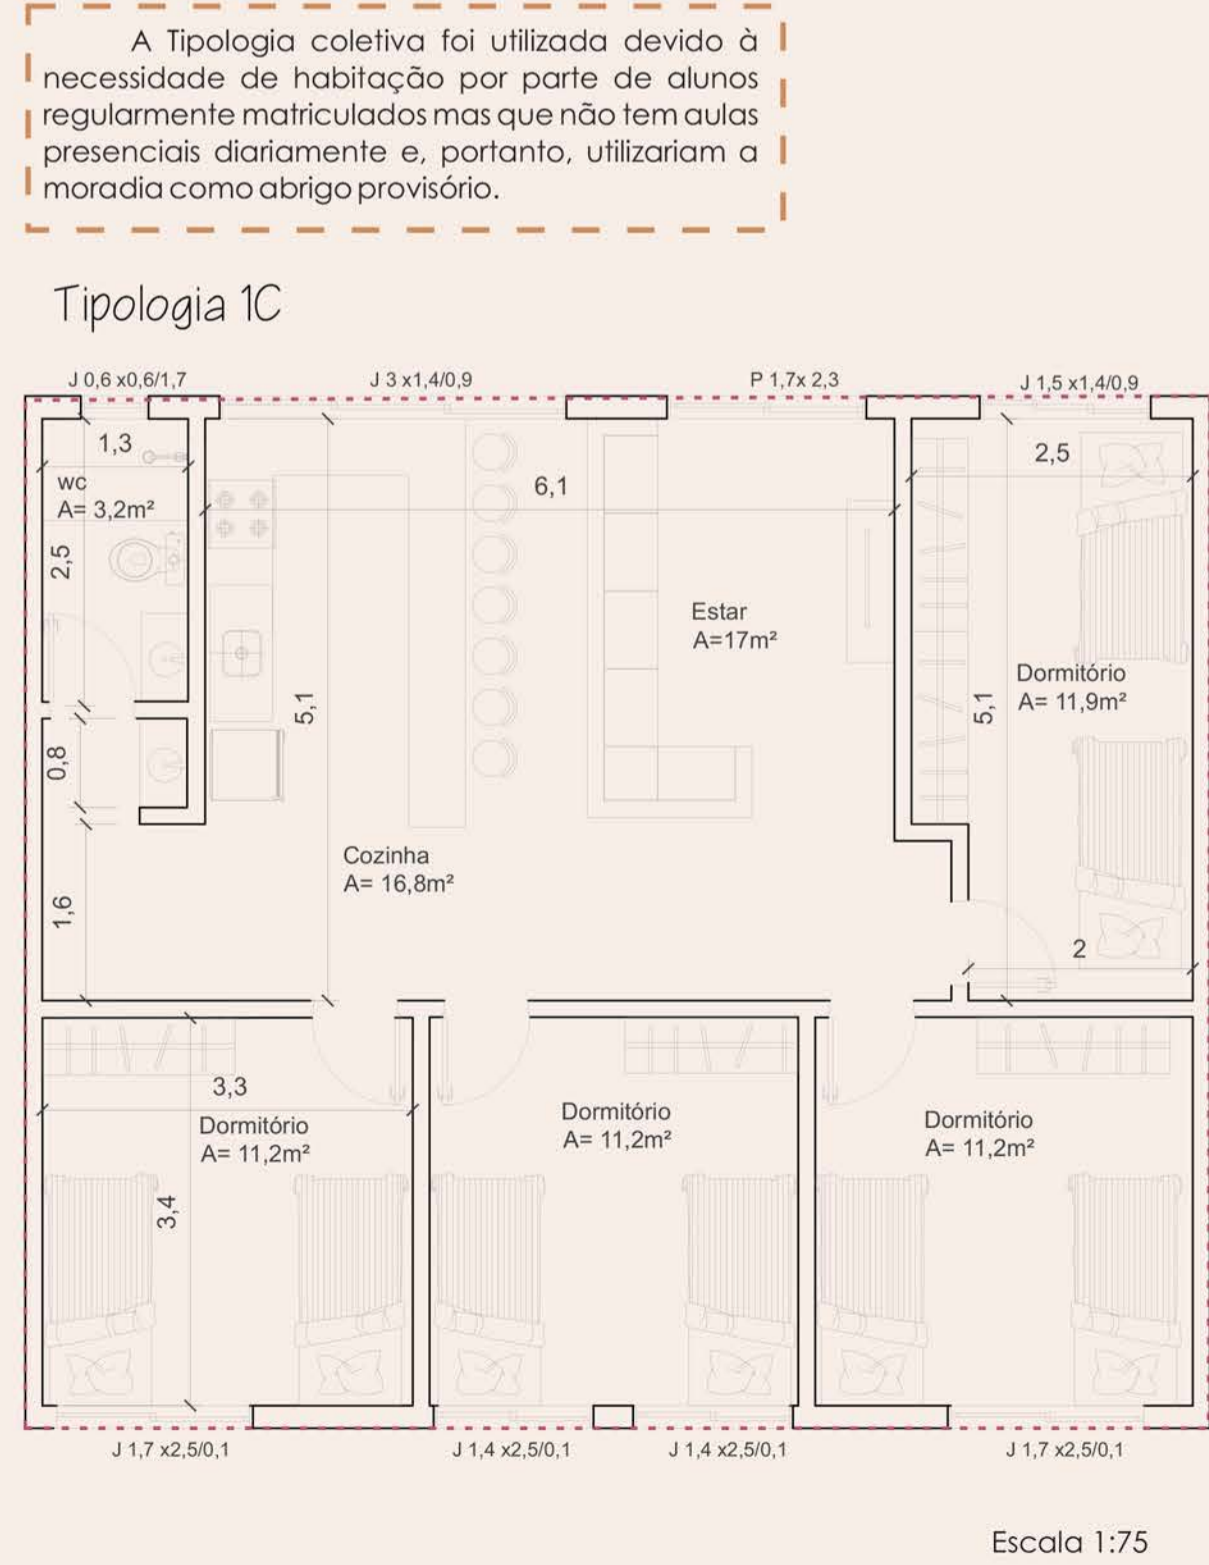 A Tipologia coletiva foi utilizada devido à
necessidade de habitação por parte de alunos
regularmente matriculados mas que não tem aulas
presenciais diariamente e, portanto, utilizariam a
moradia como abrigo provisório.
Tipologia 1C
J 0,6 x0,6/1,7
J 3 x1,4/0,9
P 1,7x 2,3
J 1,5 x1,4/0,9
1,3
2,5
6,1
wc
A= 3,2m²
2,5
Estar
A=17m²
Dormitório
A= 11,9m²
5,1
5,1
0,8
Cozinha
A= 16,8m²
1,6
2
3,3
Dormitório
A= 11,2m²
Dormitório
A= 11,2m²
Dormitório
A= 11,2m²
3,4
J 1,7 x2,5/0,1
J 1,4 x2,5/0,1
J 1,4 x2,5/0,1
J 1,7 x2,5/0,1
Escala 1:75